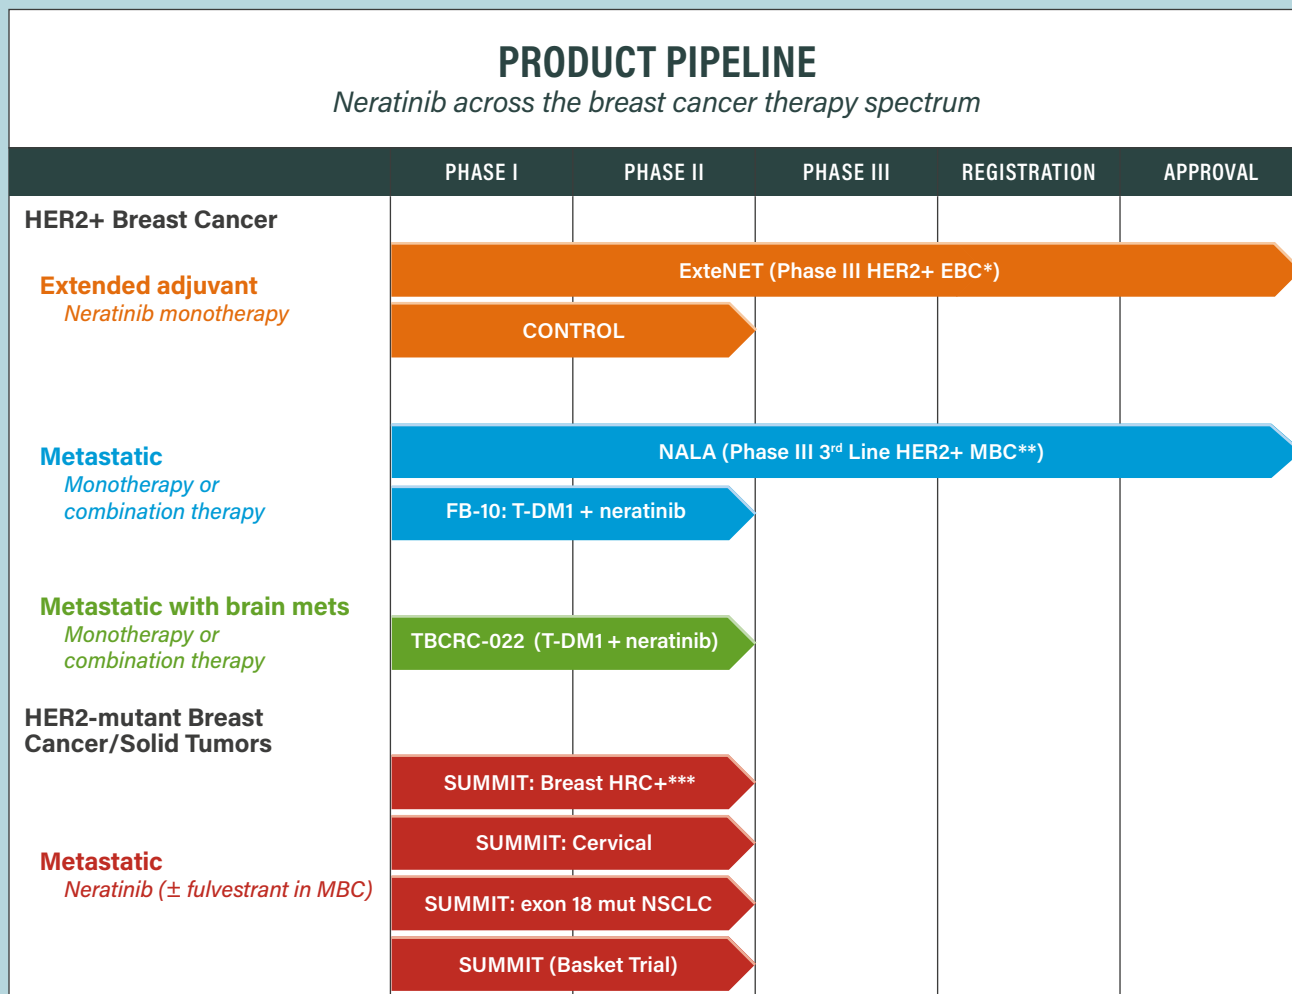 PRODUCT PIPELINE
Neratinib across the breast cancer therapy spectrum
PHASE I PHASE II PHASE III REGISTRATION APPROVAL
HER2+ Breast Cancer
Extended adjuvant
Neratinib monotherapy
ExteNET (Phase III HER2+ EBC*)
CONTROL
Metastatic
Monotherapy or
combination therapy
NALA (Phase III 3rd Line HER2+ MBC**)
FB-10: T-DM1 + neratinib
Metastatic with brain mets
Monotherapy or
combination therapy
TBCRC-022 (T-DM1 + neratinib)
HER2-mutant Breast
Cancer/Solid Tumors
Metastatic
Neratinib (± fulvestrant in MBC)
SUMMIT: Breast HRC+***
SUMMIT: Cervical
SUMMIT: exon 18 mut NSCLC
SUMMIT (Basket Trial)